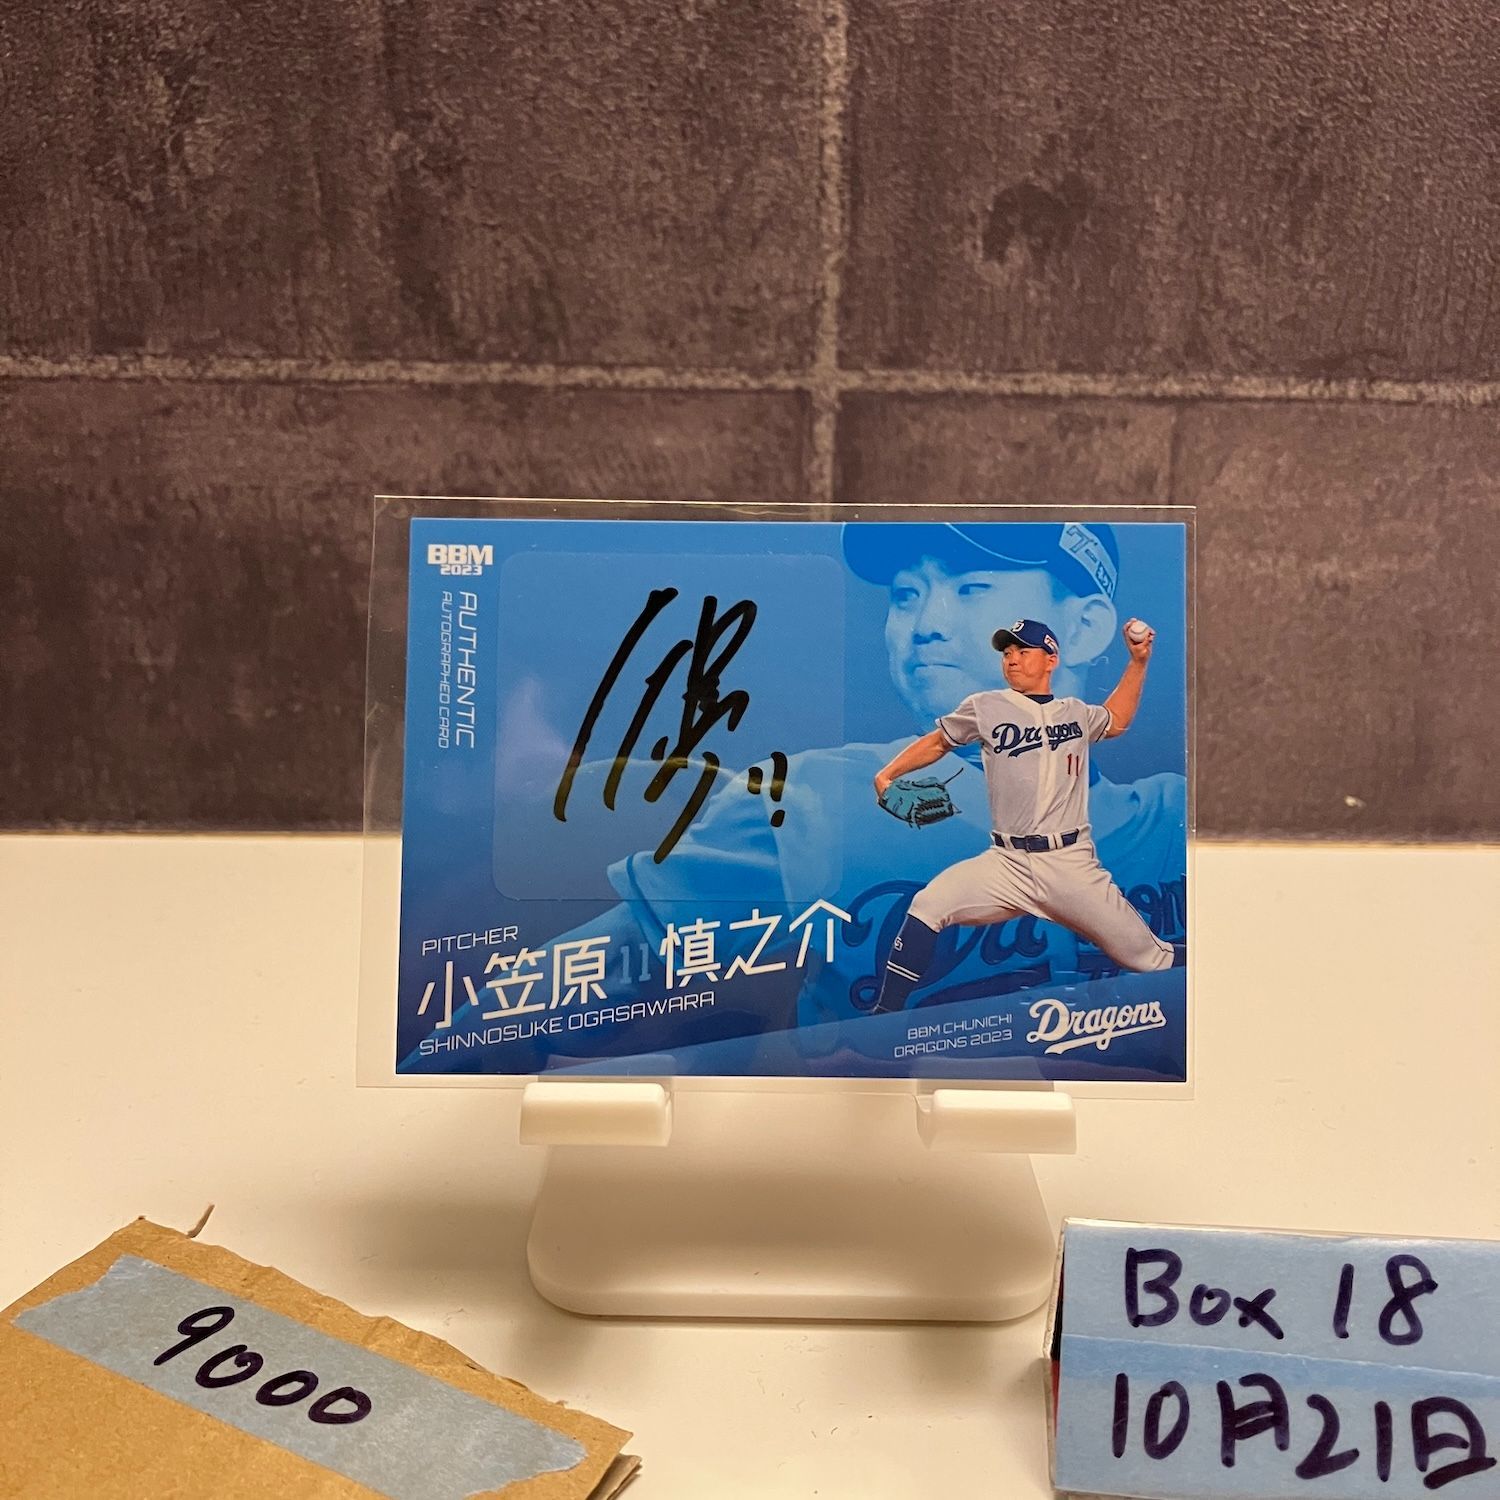 BBM
2023
AUTHENTIC
AUTOGRAPHED CARD
Dragons
11
PITCHER
小笠原 11 慎之介
SHINNOSUKE OGASAWARA
BBM CHUNICHI
DRAGONS 2023
Dragons
9000
Box 18
10月21日